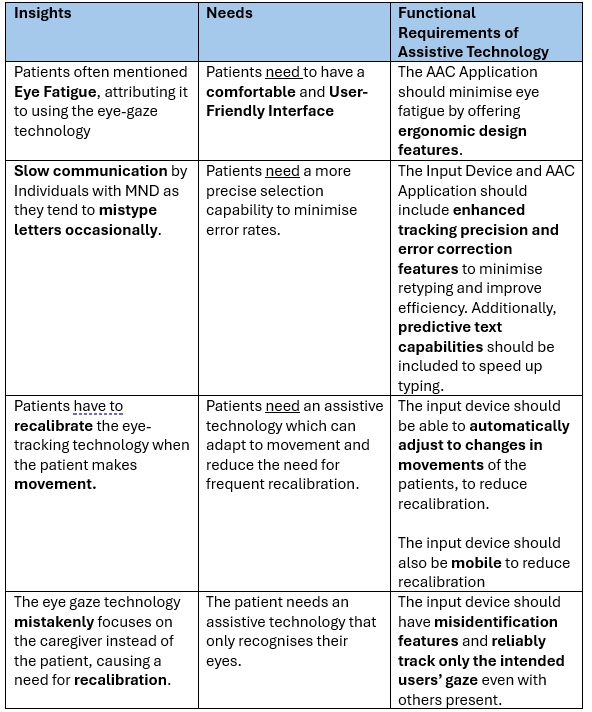 Insights
Needs
Functional
Requirements of
Assistive Technology
Patients often mentioned
Eye Fatigue, attributing it
to using the eye-gaze
technology
Patients need to have a
comfortable and User-
Friendly Interface
The AAC Application
should minimise eye
fatigue by offering
ergonomic design
features.
Slow communication by
Individuals with MND as
they tend to mistype
letters occasionally.
Patients need a more
precise selection
capability to minimise
error rates.
The Input Device and AAC
Application should
include enhanced
tracking precision and
error correction
features to minimise
retyping and improve
efficiency. Additionally,
predictive text
capabilities should be
included to speed up
typing.
Patients have to
recalibrate the eye-
tracking technology when
the patient makes
movement.
Patients need an assistive
technology which can
adapt to movement and
reduce the need for
frequent recalibration.
The input device should
be able to automatically
adjust to changes in
movements of the
patients, to reduce
recalibration.
The input device should
also be mobile to reduce
recalibration
The eye gaze technology
mistakenly focuses on
the caregiver instead of
the patient, causing a
need for recalibration.
The patient needs an
assistive technology that
only recognises their
eyes.
The input device should
have misidentification
features and reliably
track only the intended
users' gaze even with
others present.